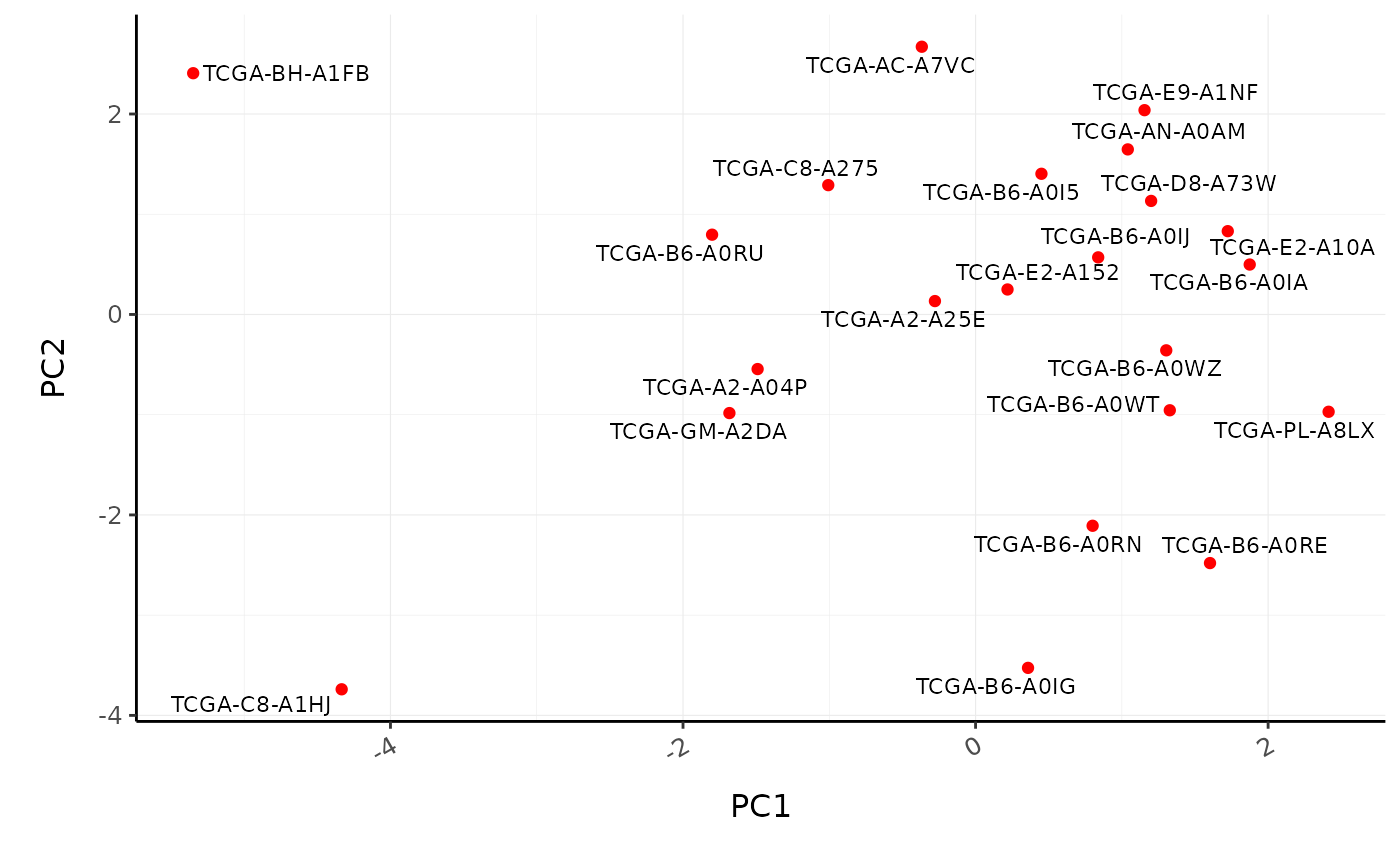 TCGA-AC-A7VC
TCGA-BH-A1FB
TCGA-E9-A1NF
2
TCGA-AN-A0AM
TCGA-C8-A275
TCGA-D8-A73W
TCGA-B6-A0I5
TCGA-B6-A0IJ
TCGA-E2-A10A
TCGA-B6-A0RU
TCGA-E2-A152
TCGA-B6-A0IA
0
TCGA-A2-A25E
PC2
TCGA-B6-A0WZ
TCGA-A2-A04P
TCGA-B6-A0WT
TCGA-GM-A2DA
TCGA-PL-A8LX
-2
TCGA-B6-A0RN
TCGA-B6-A0RE
TCGA-B6-A0IG
TCGA-C8-A1HJ
-4
-4
-2
0
2
PC1